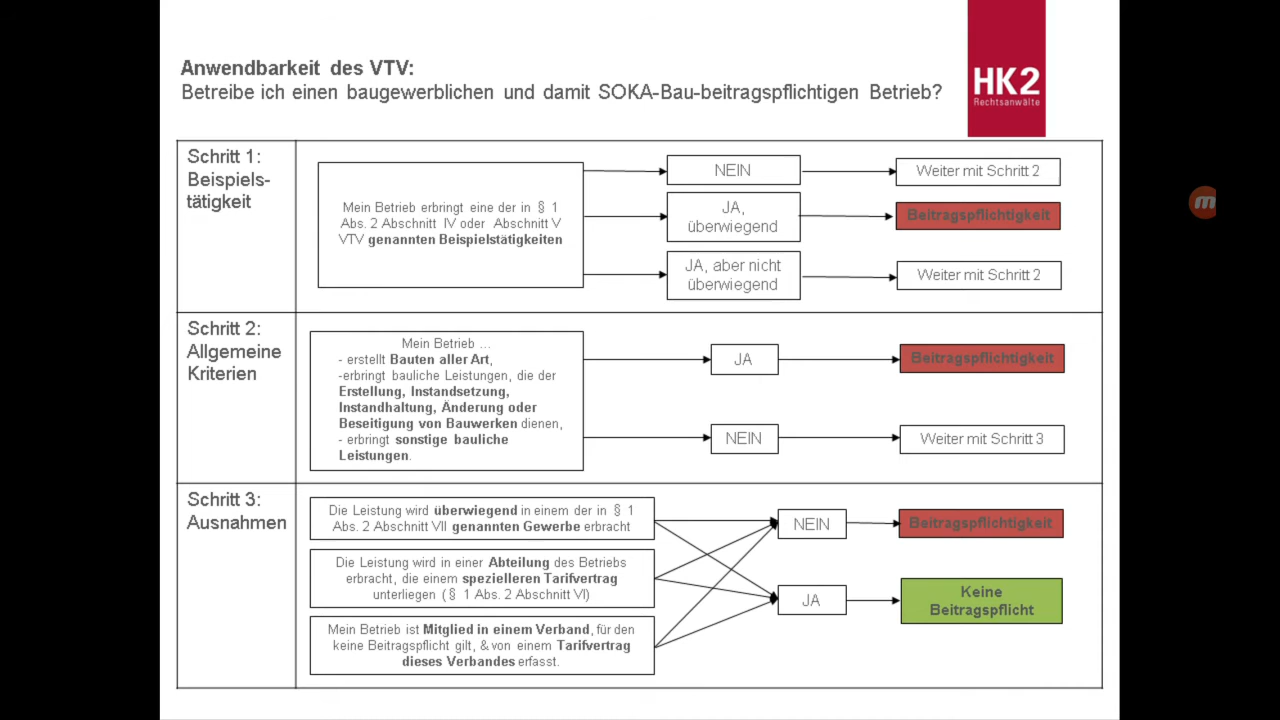 Anwendbarkeit des VTV:
Betreibe ich einen baugewerblichen und damit SOKA-Bau-beitragspflichtigen Betrieb?
HK2
Rechtsanwälte
Schritt 1:
Beispiels-
tätigkeit
Mein Betrieb erbringt eine der in § 1
Abs. 2 Abschnitt IV oder Abschnitt V
VTV genannten Beispielstätigkeiten
NEIN
Weiter mit Schritt 2
JA,
überwiegend
Beitragspflichtigkeit
JA, aber nicht
überwiegend
Weiter mit Schritt 2
Schritt 2:
Allgemeine
Kriterien
Mein Betrieb ...
- erstellt Bauten aller Art,
-erbringt bauliche Leistungen, die der
Erstellung, Instandsetzung,
Instandhaltung, Änderung oder
Beseitigung von Bauwerken dienen,
- erbringt sonstige bauliche
Leistungen.
JA
Beitragspflichtigkeit
NEIN
Weiter mit Schritt 3
Schritt 3:
Ausnahmen
Die Leistung wird überwiegend in einem der in § 1
Abs. 2 Abschnitt VII genannten Gewerbe erbracht
Die Leistung wird in einer Abteilung des Betriebs
erbracht, die einem spezielleren Tarifvertrag
unterliegen (§ 1 Abs. 2 Abschnitt VI)
Mein Betrieb ist Mitglied in einem Verband, für den
keine Beitragspflicht gilt, & von einem Tarifvertrag
dieses Verbandes erfasst.
NEIN
Beitragspflichtigkeit
JA
Keine
Beitragspflicht
m